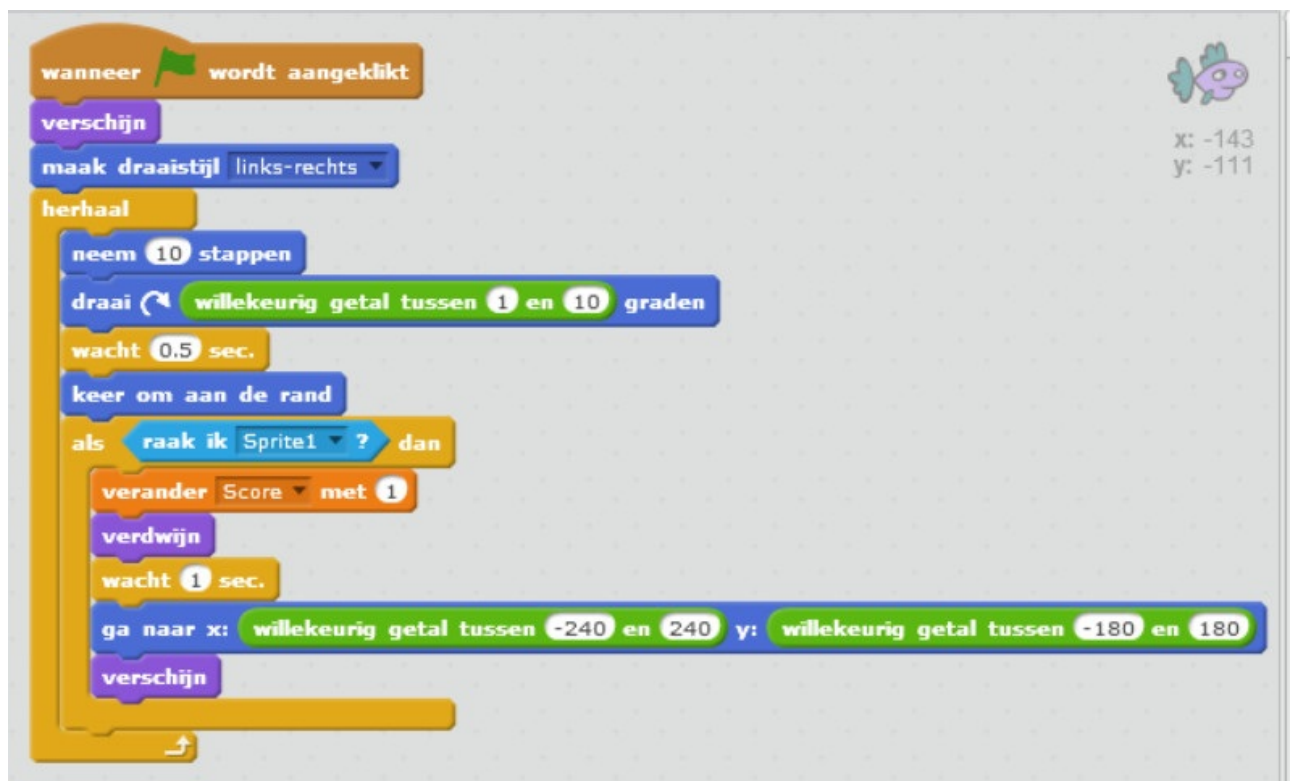 wanneer wordt aangeklikt
verschijn
maak draaistijl links-rechts
herhaal
neem 10 stappen
draai willekeurig getal tussen 1 en 10 graden
wacht 0.5 sec.
keer om aan de rand
als raak ik Sprite1 ? dan
verander Score met 1
verdwijn
wacht 1 sec.
ga naar x: willekeurig getal tussen -240 en 240 y: willekeurig getal tussen -180 en 180
verschijn
x: -143
y: -111